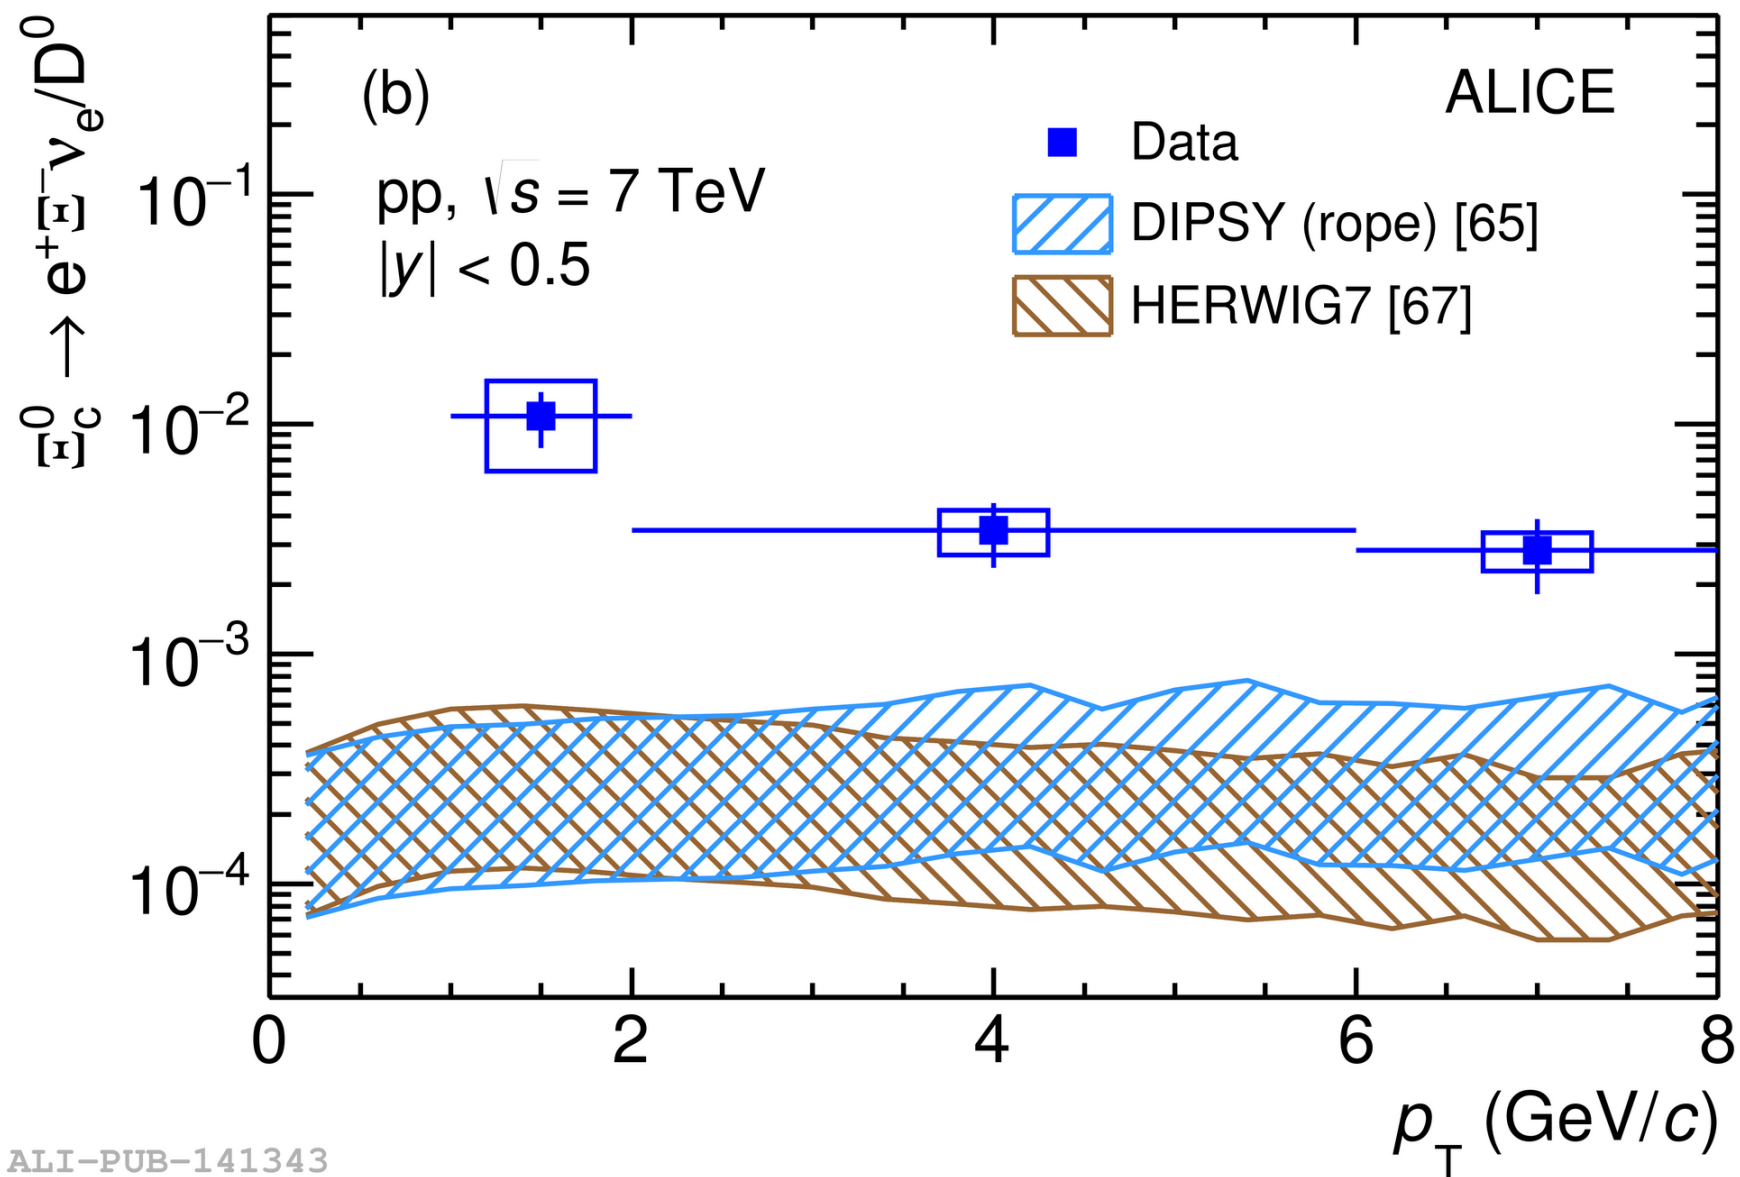 Ξ⁰c → e⁺Ξ⁻νe/D⁰
(b)
ALICE
pp, √s = 7 TeV
|y| < 0.5
Data
DIPSY (rope) [65]
HERWIG7 [67]
10⁻¹
10⁻²
10⁻³
10⁻⁴
0 2 4 6 8
pT (GeV/c)
ALI-PUB-141343